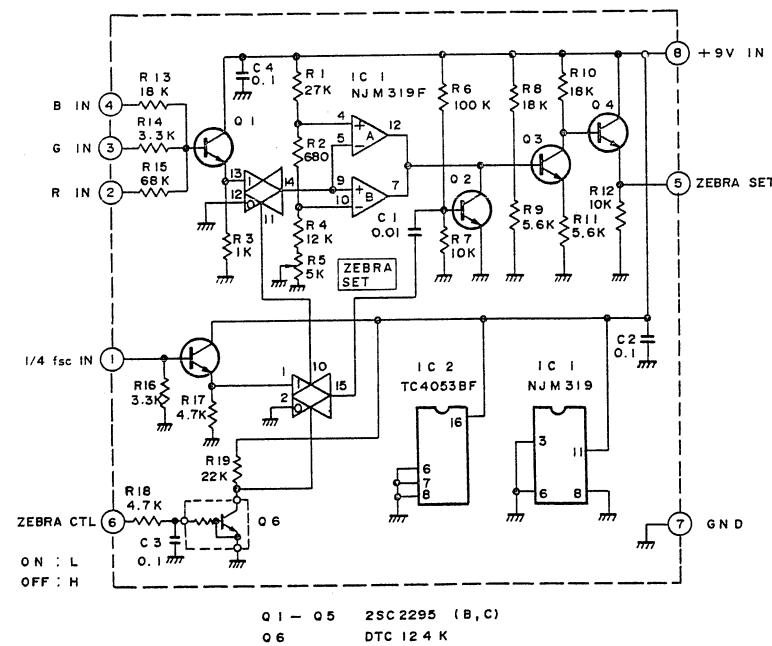 8 +9V IN
B IN 4
R13
18K
G IN 3
R14
3.3K
R IN 2
R15
68K
Q1
C4
0.1
R1
27K
IC1
NJM319F
R6
100K
R8
18K
R10
18K
Q4
4
+
5
-
A
12
Q3
R2
680
13
1
14
12
0
11
9
+
10
-
B
7
Q2
5 ZEBRA SET
R3
1K
R4
12K
R5
5K
ZEBRA
SET
C1
0.01
R7
10K
R9
5.6K
R11
5.6K
R12
10K
1/4 fsc IN 1
R16
3.3K
R17
4.7K
1
1
10
2
0
15
C2
0.1
IC2
TC4053BF
16
6
7
8
IC1
NJM319
3
11
6
8
R19
22K
R18
4.7K
ZEBRA CTL 6
Q6
C3
0.1
7 GND
ON : L
OFF : H
Q1-Q5 2SC2295 (B,C)
Q6 DTC124K